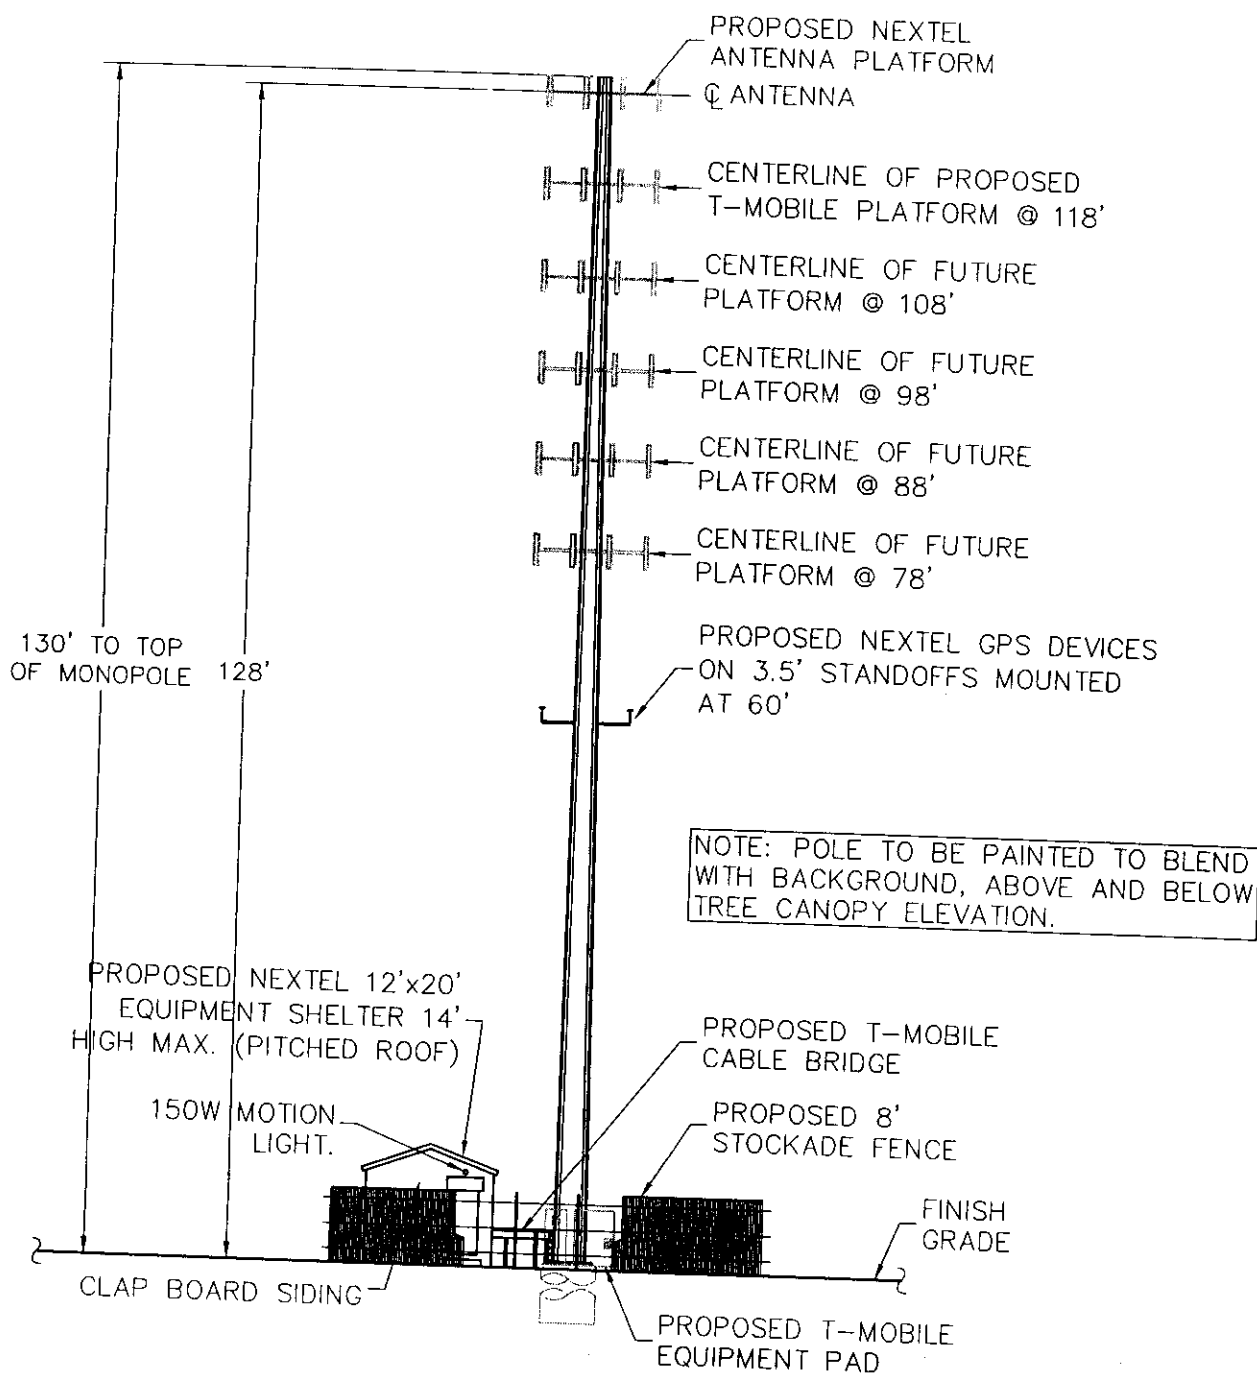 PROPOSED NEXTEL
ANTENNA PLATFORM
℄ ANTENNA
CENTERLINE OF PROPOSED
T-MOBILE PLATFORM @ 118'
CENTERLINE OF FUTURE
PLATFORM @ 108'
CENTERLINE OF FUTURE
PLATFORM @ 98'
CENTERLINE OF FUTURE
PLATFORM @ 88'
CENTERLINE OF FUTURE
PLATFORM @ 78'
130' TO TOP
OF MONOPOLE
128'
PROPOSED NEXTEL GPS DEVICES
ON 3.5' STANDOFFS MOUNTED
AT 60'
NOTE: POLE TO BE PAINTED TO BLEND
WITH BACKGROUND, ABOVE AND BELOW
TREE CANOPY ELEVATION.
PROPOSED NEXTEL 12'x20'
EQUIPMENT SHELTER 14'
HIGH MAX. (PITCHED ROOF)
150W MOTION
LIGHT.
PROPOSED T-MOBILE
CABLE BRIDGE
PROPOSED 8'
STOCKADE FENCE
FINISH
GRADE
CLAP BOARD SIDING
PROPOSED T-MOBILE
EQUIPMENT PAD